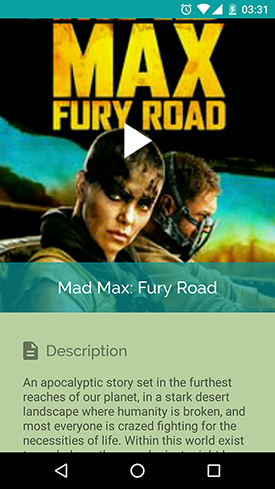 03:31
MAX
FURY ROAD
Mad Max: Fury Road
Description
An apocalyptic story set in the furthest
reaches of our planet, in a stark desert
landscape where humanity is broken, and
most everyone is crazed fighting for the
necessities of life. Within this world exist